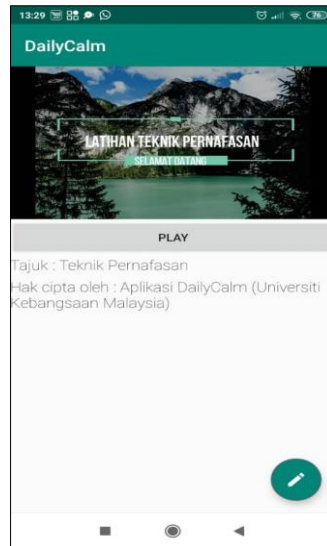 13:29
76
DailyCalm
LATIHAN TEKNIK PERNAFASAN
SELAMAT DATANG
PLAY
Tajuk : Teknik Pernafasan
Hak cipta oleh : Aplikasi DailyCalm (Universiti
Kebangsaan Malaysia)